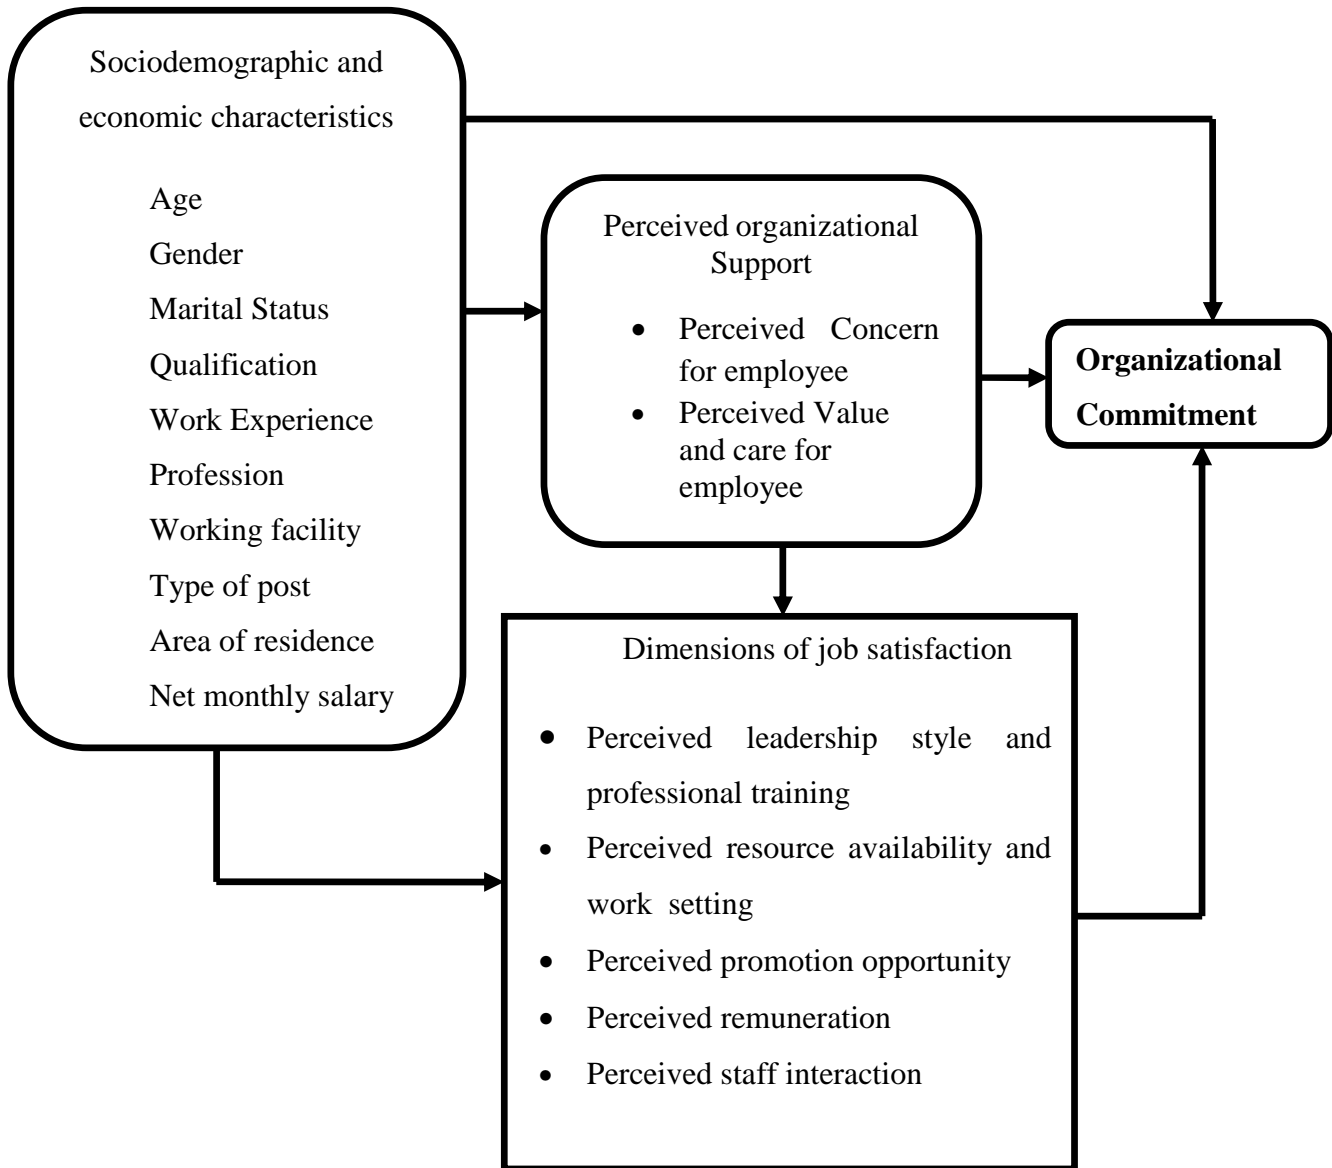 Sociodemographic and
economic characteristics
Age
Gender
Marital Status
Qualification
Work Experience
Profession
Working facility
Type of post
Area of residence
Net monthly salary
Perceived organizational
Support
• Perceived Concern
for employee
• Perceived Value
and care for
employee
Organizational
Commitment
Dimensions of job satisfaction
• Perceived leadership style and
professional training
• Perceived resource availability and
work setting
• Perceived promotion opportunity
• Perceived remuneration
• Perceived staff interaction